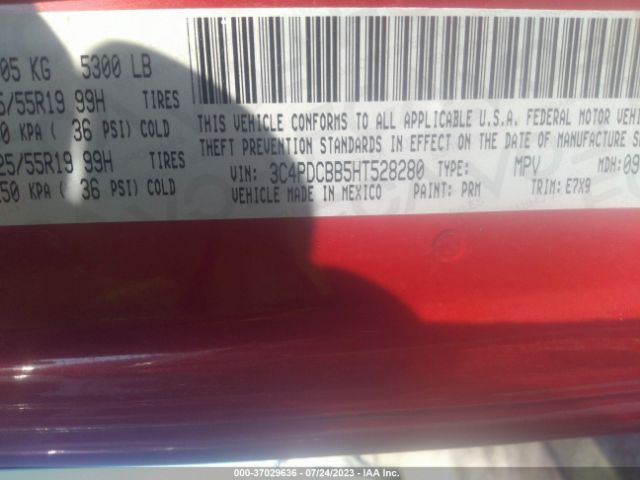 05 KG 5300 LB
5/55R19 99H TIRES
0 KPA ( 36 PSI) COLD
25/55R19 99H TIRES
250 KPA ( 36 PSI) COLD
THIS VEHICLE CONFORMS TO ALL APPLICABLE U.S.A. FEDERAL MOTOR VEHI
THEFT PREVENTION STANDARDS IN EFFECT ON THE DATE OF MANUFACTURE S
VIN: 3C4PDCBB5HT528280 TYPE: MPV MDH:09
VEHICLE MADE IN MEXICO PAINT: PRM TRIM: E7X9
000-37029636 - 07/24/2023 - IAA Inc.